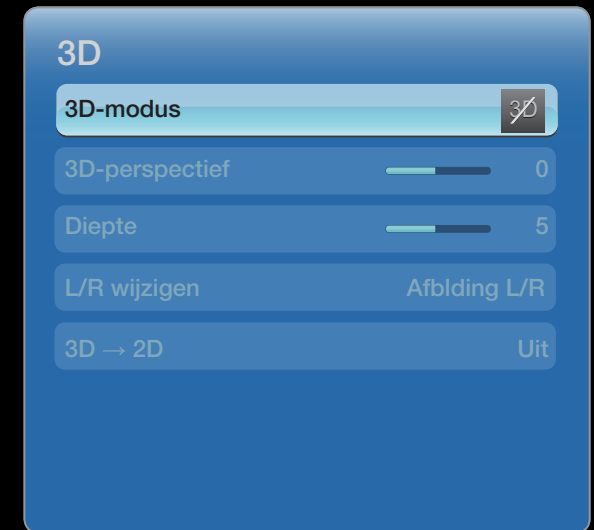 3D
3D-modus 3D
3D-perspectief 0
Diepte 5
L/R wijzigen Afblding L/R
3D → 2D Uit